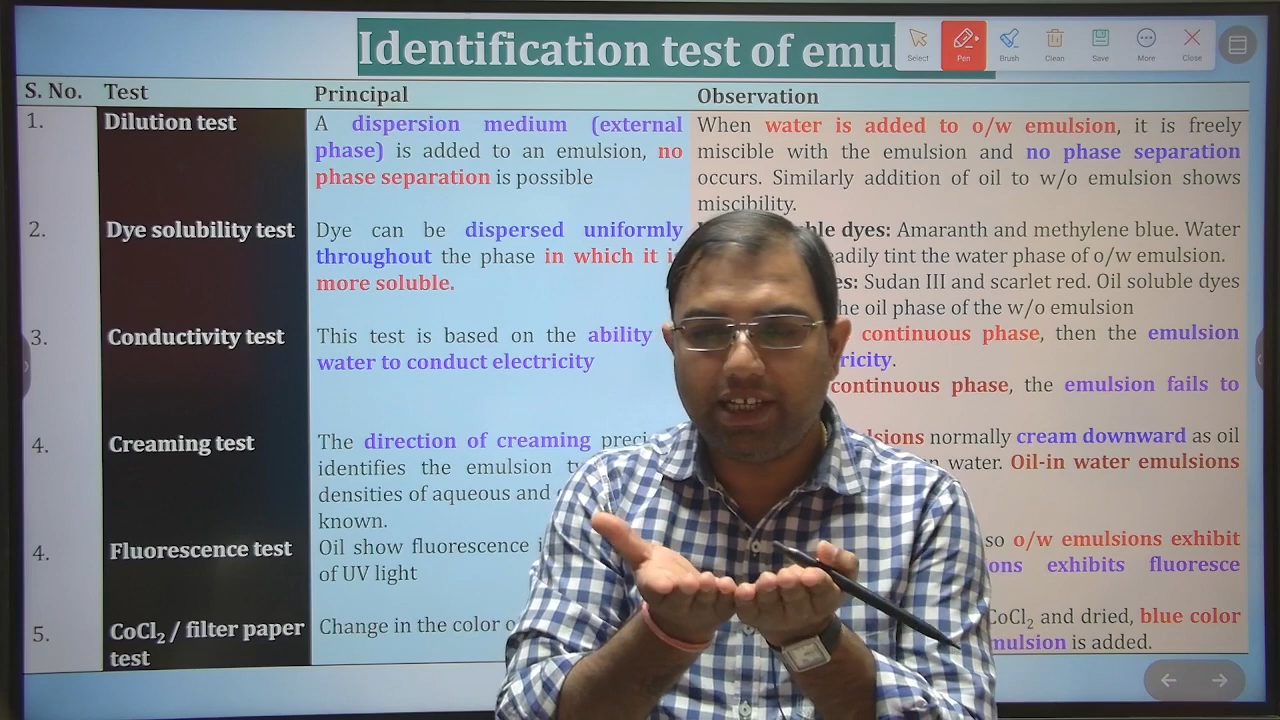 Identification test of emu
Select Pen Brush Clean Save More Close
S. No. Test Principal Observation
1. Dilution test
A dispersion medium (external
phase) is added to an emulsion, no
phase separation is possible
When water is added to o/w emulsion, it is freely
miscible with the emulsion and no phase separation
occurs. Similarly addition of oil to w/o emulsion shows
miscibility.
2. Dye solubility test
Dye can be dispersed uniformly
throughout the phase in which it
more soluble.
dyes: Amaranth and methylene blue. Water
tint the water phase of o/w emulsion.
Sudan III and scarlet red. Oil soluble dyes
oil phase of the w/o emulsion
3. Conductivity test
This test is based on the ability
water to conduct electricity
continuous phase, then the emulsion
continuous phase, the emulsion fails to
4. Creaming test
The direction of creaming
identifies the emulsion
densities of aqueous and
known.
normally cream downward as oil
water. Oil-in water emulsions
4. Fluorescence test
Oil show fluorescence
of UV light
so o/w emulsions exhibit
exhibits fluoresce
5. CoCl2 / filter paper
test
Change in the color
CoCl2 and dried, blue color
is added.